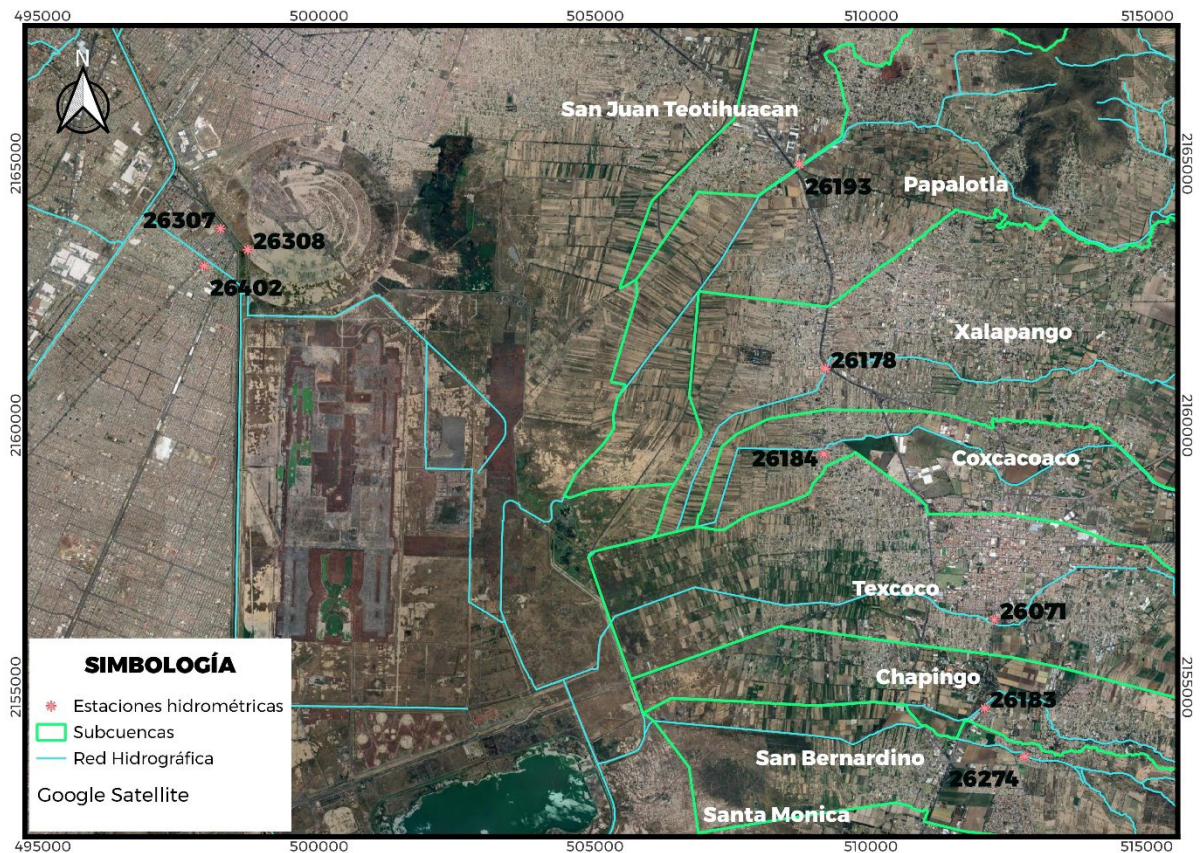 495000 500000 505000 510000 515000
N
San Juan Teotihuacan
2165000
2165000
26193
Papalotla
26307
26308
26402
Xalapango
26178
2160000
2160000
26184
Coxcacoaco
Texcoco
26071
SIMBOLOGÍA
Estaciones hidrométricas
Subcuencas
Red Hidrográfica
Google Satellite
2155000
Chapingo
2155000
26183
San Bernardino
26274
Santa Monica
495000 500000 505000 510000 515000